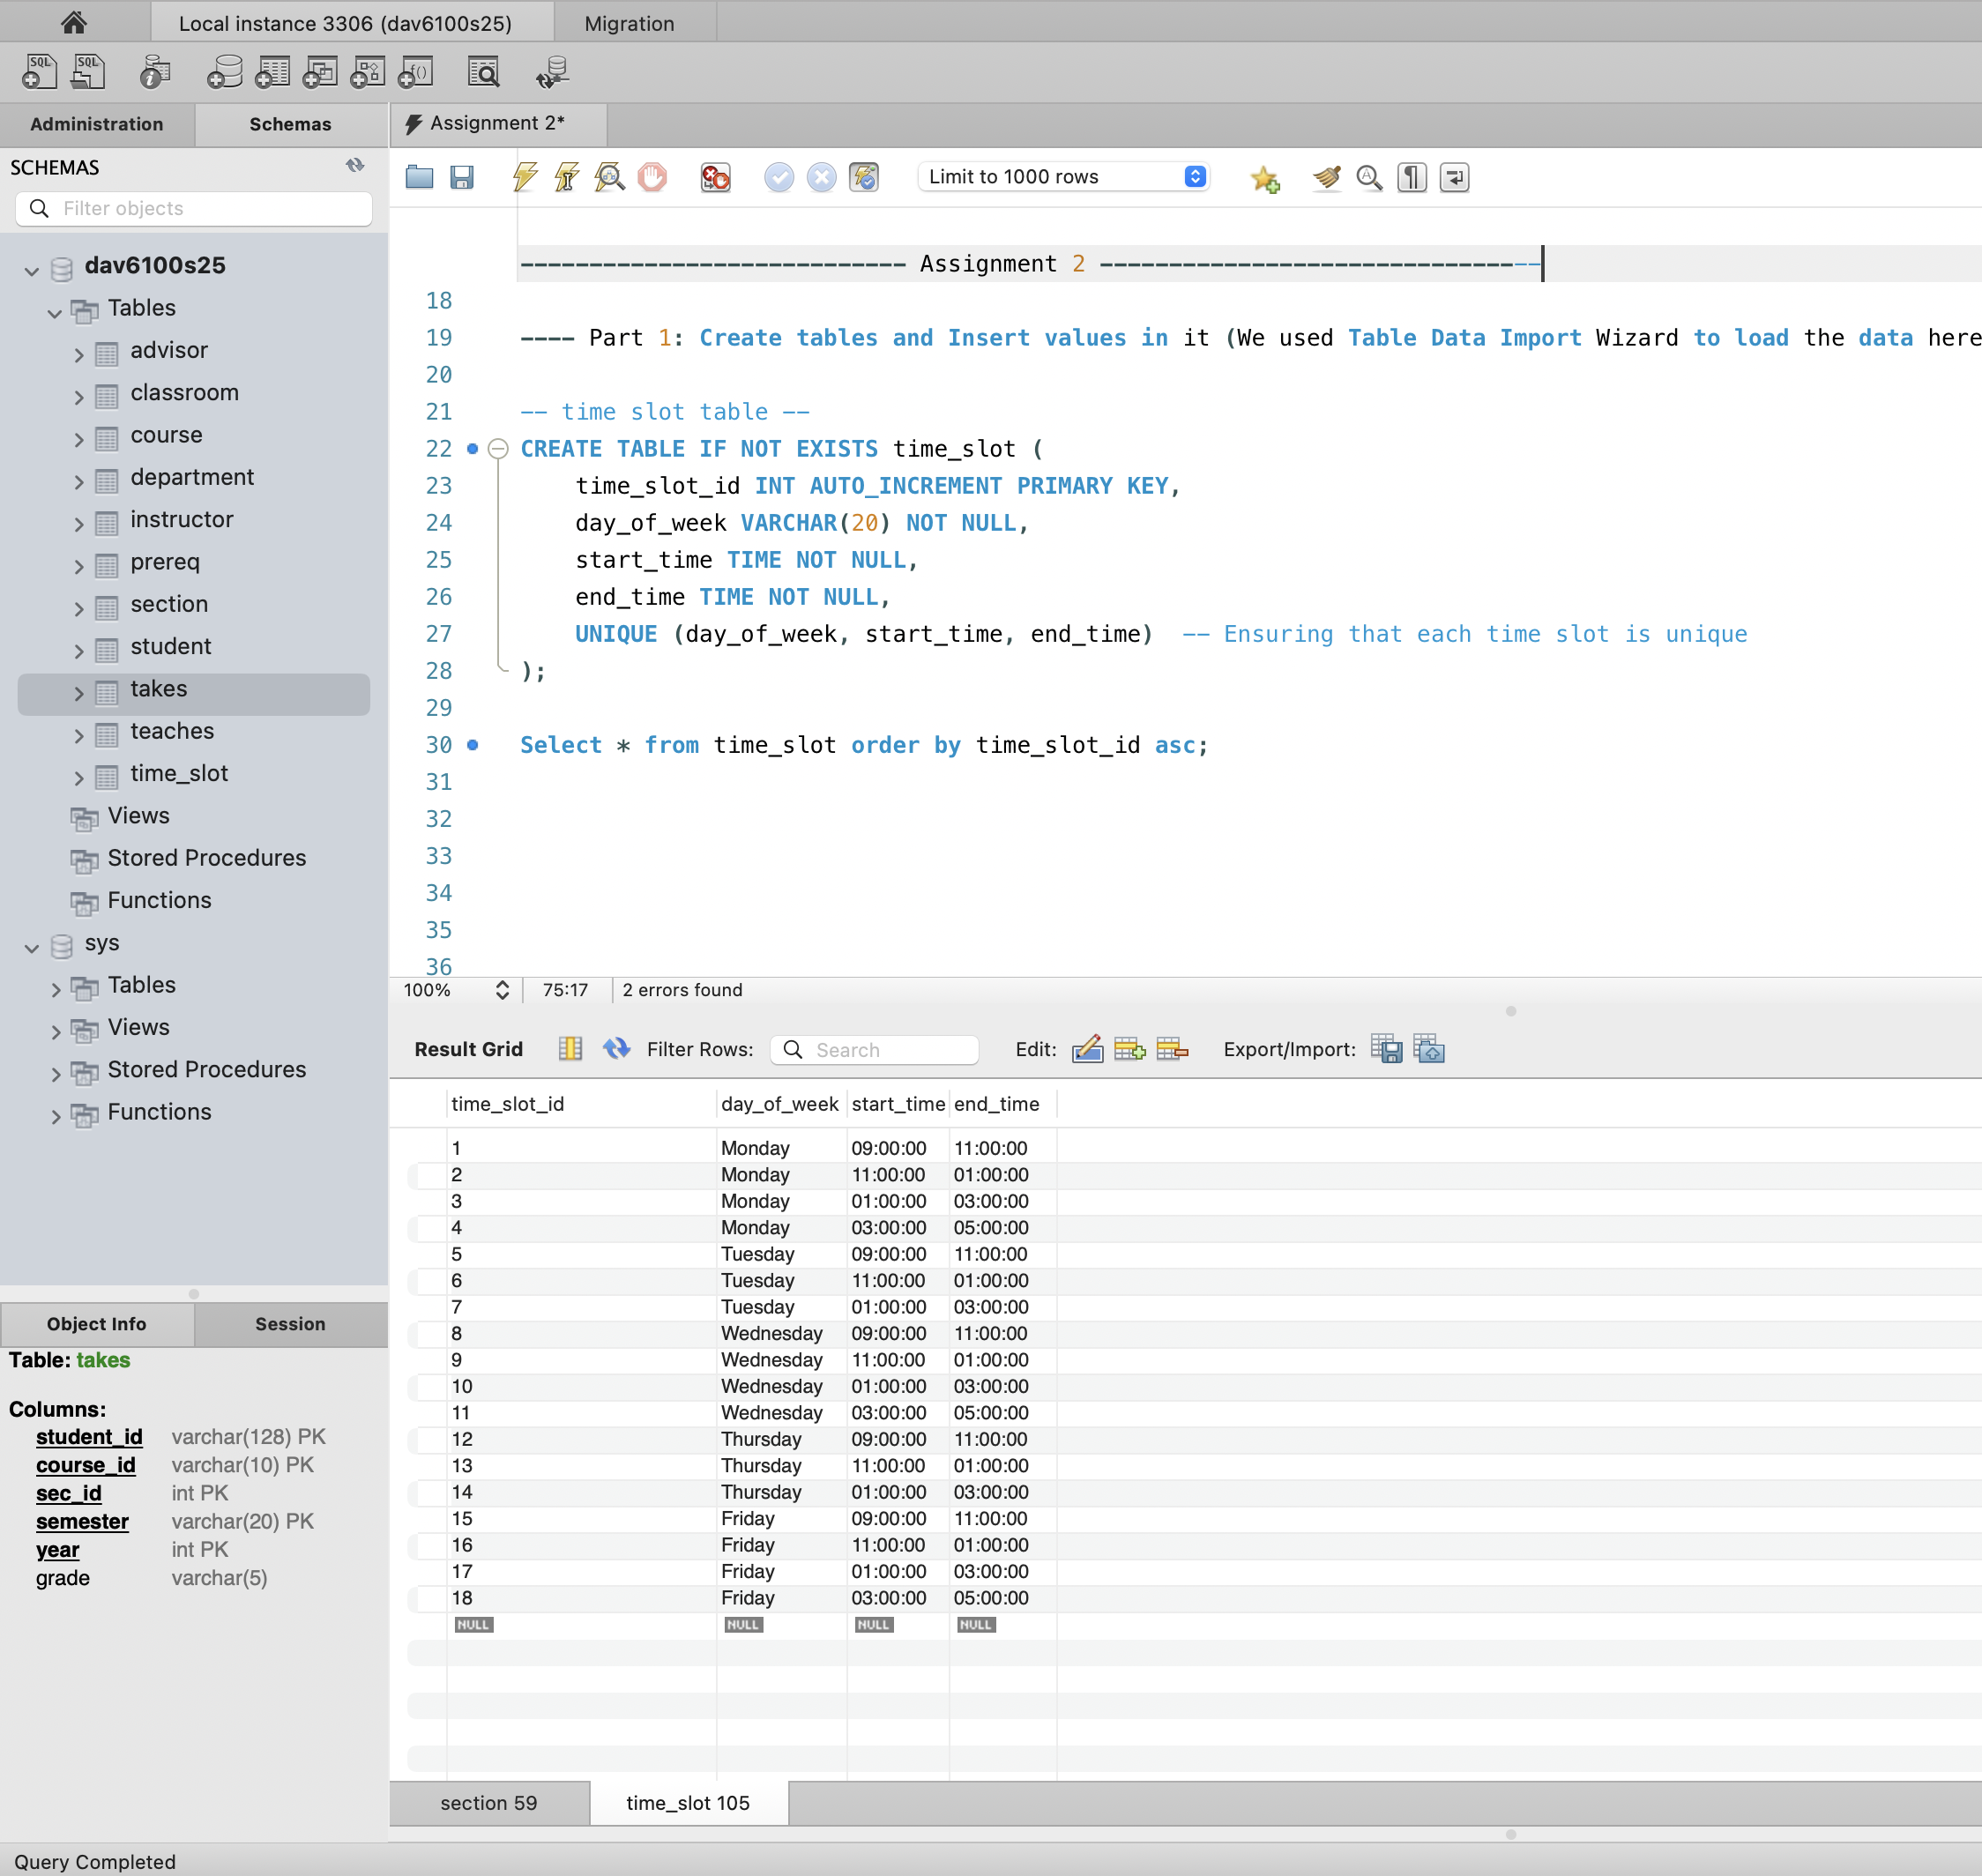 Local instance 3306 (dav6100s25) Migration
SQL SQL
Administration Schemas Assignment 2*
SCHEMAS
Filter objects
Limit to 1000 rows
dav6100s25
Tables
advisor
classroom
course
department
instructor
prereq
section
student
takes
teaches
time_slot
Views
Stored Procedures
Functions
sys
Tables
Views
Stored Procedures
Functions
---------------------------- Assignment 2 --------------------------------
18
19 ---- Part 1: Create tables and Insert values in it (We used Table Data Import Wizard to load the data here
20
21 -- time slot table --
22 CREATE TABLE IF NOT EXISTS time_slot (
23 time_slot_id INT AUTO_INCREMENT PRIMARY KEY,
24 day_of_week VARCHAR(20) NOT NULL,
25 start_time TIME NOT NULL,
26 end_time TIME NOT NULL,
27 UNIQUE (day_of_week, start_time, end_time) -- Ensuring that each time slot is unique
28 );
29
30 Select * from time_slot order by time_slot_id asc;
31
32
33
34
35
36
100% 75:17 2 errors found
Result Grid Filter Rows: Search Edit: Export/Import:
time_slot_id day_of_week start_time end_time
1 Monday 09:00:00 11:00:00
2 Monday 11:00:00 01:00:00
3 Monday 01:00:00 03:00:00
4 Monday 03:00:00 05:00:00
5 Tuesday 09:00:00 11:00:00
6 Tuesday 11:00:00 01:00:00
7 Tuesday 01:00:00 03:00:00
8 Wednesday 09:00:00 11:00:00
9 Wednesday 11:00:00 01:00:00
10 Wednesday 01:00:00 03:00:00
11 Wednesday 03:00:00 05:00:00
12 Thursday 09:00:00 11:00:00
13 Thursday 11:00:00 01:00:00
14 Thursday 01:00:00 03:00:00
15 Friday 09:00:00 11:00:00
16 Friday 11:00:00 01:00:00
17 Friday 01:00:00 03:00:00
18 Friday 03:00:00 05:00:00
NULL NULL NULL NULL
section 59 time_slot 105
Object Info Session
Table: takes
Columns:
student_id varchar(128) PK
course_id varchar(10) PK
sec_id int PK
semester varchar(20) PK
year int PK
grade varchar(5)
Query Completed